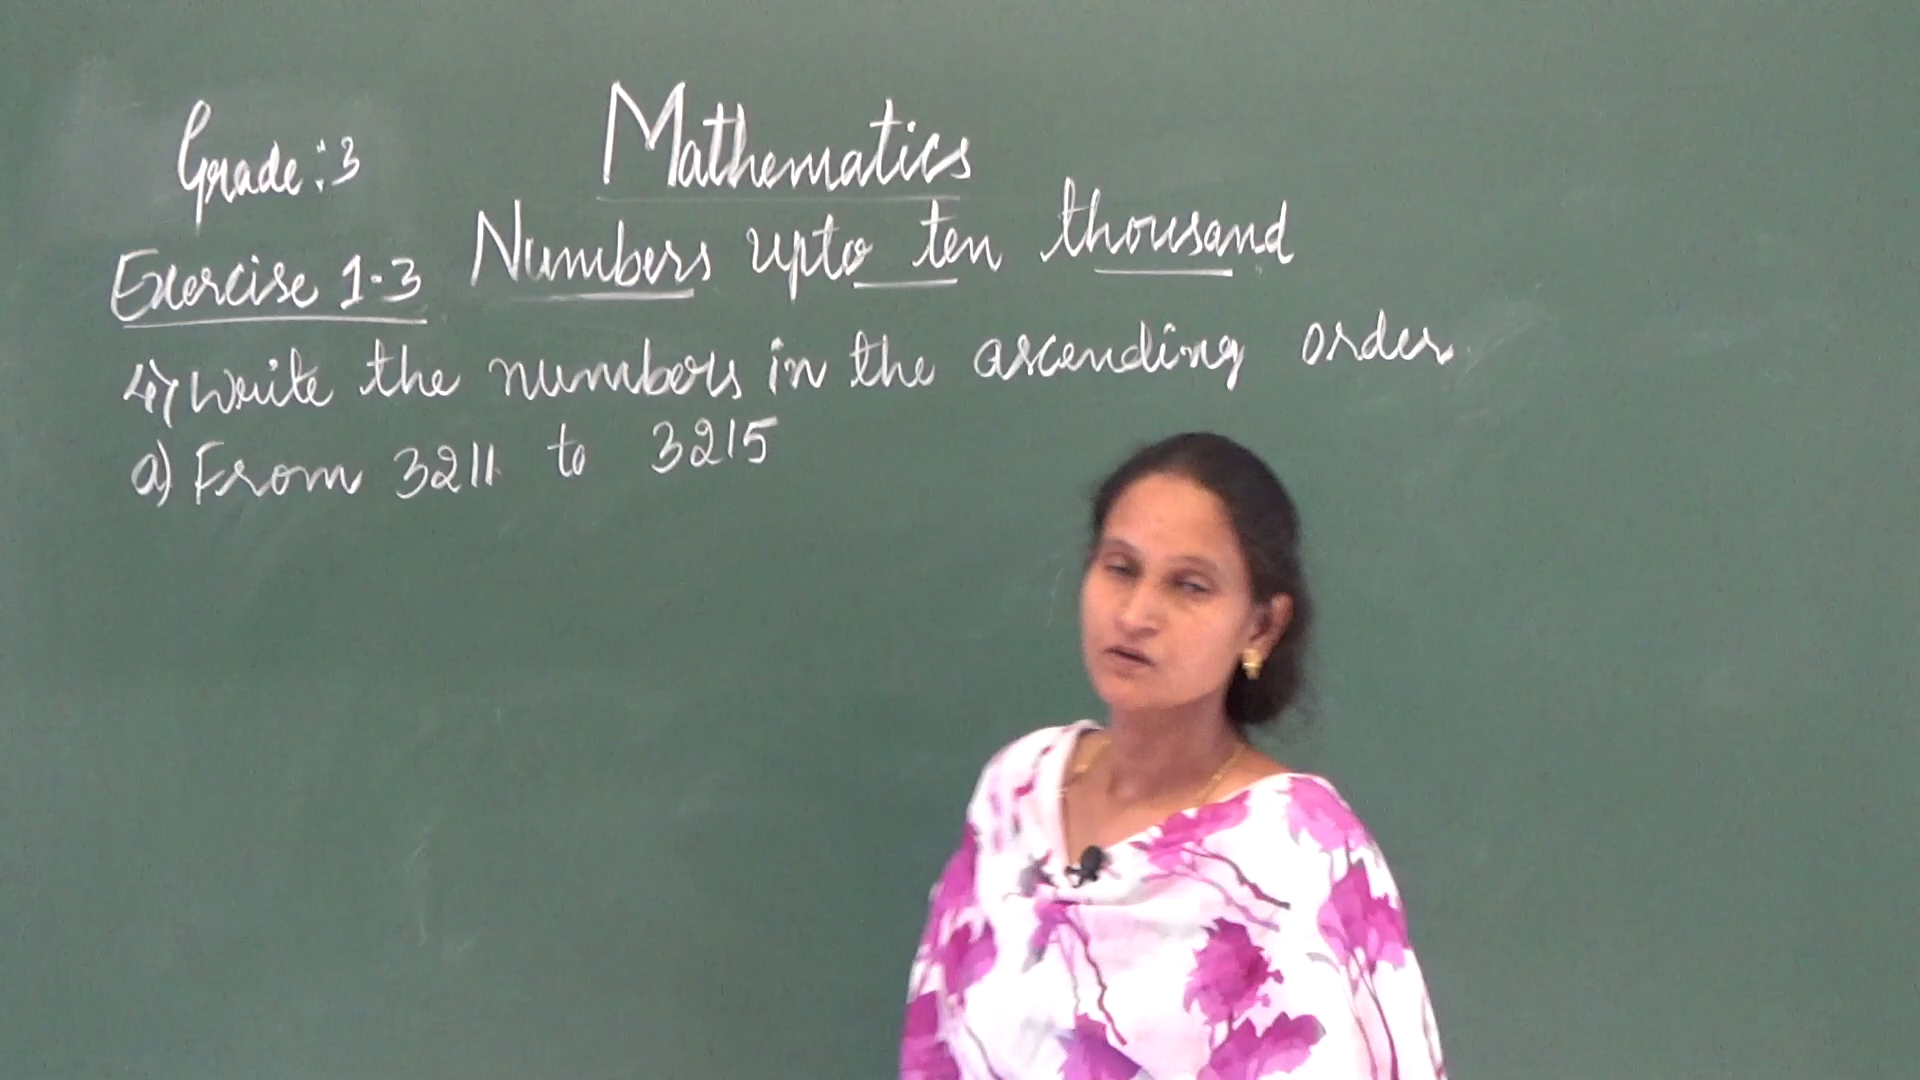 Grade : 3
Mathematics
Exercise 1.3 Numbers upto ten thousand
4) Write the numbers in the ascending order
a) From 3211 to 3215